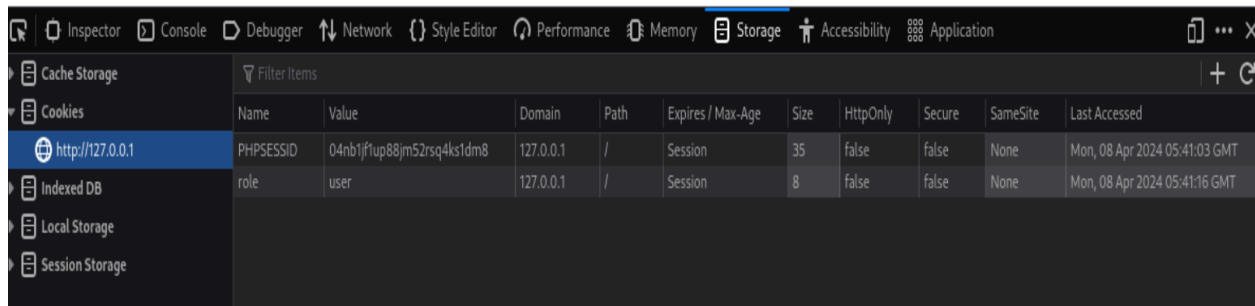 Inspector Console Debugger Network Style Editor Performance Memory Storage Accessibility Application
Cache Storage Filter Items
Cookies Name Value Domain Path Expires / Max-Age Size HttpOnly Secure SameSite Last Accessed
http://127.0.0.1 PHPSESSID 04nb1jf1up88jm52rsq4ks1dm8 127.0.0.1 / Session 35 false false None Mon, 08 Apr 2024 05:41:03 GMT
Indexed DB role user 127.0.0.1 / Session 8 false false None Mon, 08 Apr 2024 05:41:16 GMT
Local Storage
Session Storage